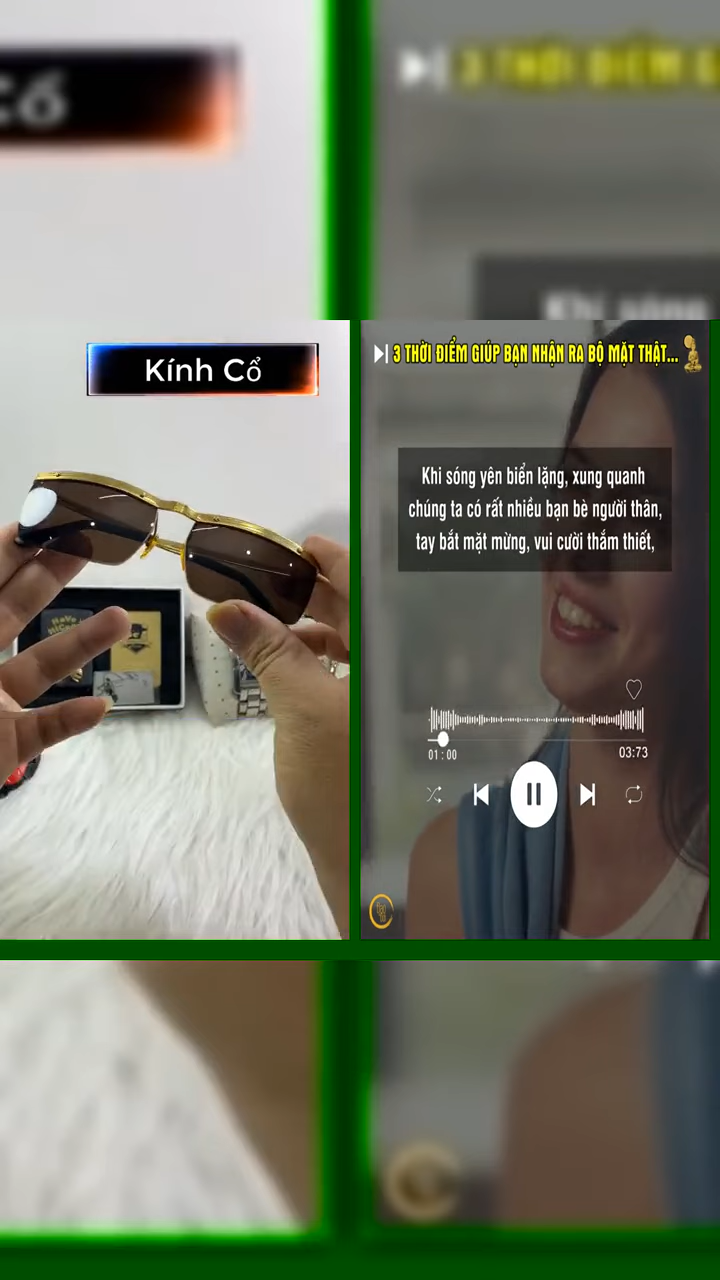 Cổ
Kính Cổ
3 THỜI ĐIỂM GIÚP BẠN NHẬN RA BỘ MẶT THẬT...
Khi sóng yên biển lặng, xung quanh
chúng ta có rất nhiều bạn bè người thân,
tay bắt mặt mừng, vui cười thắm thiết,
01 : 00
03:73